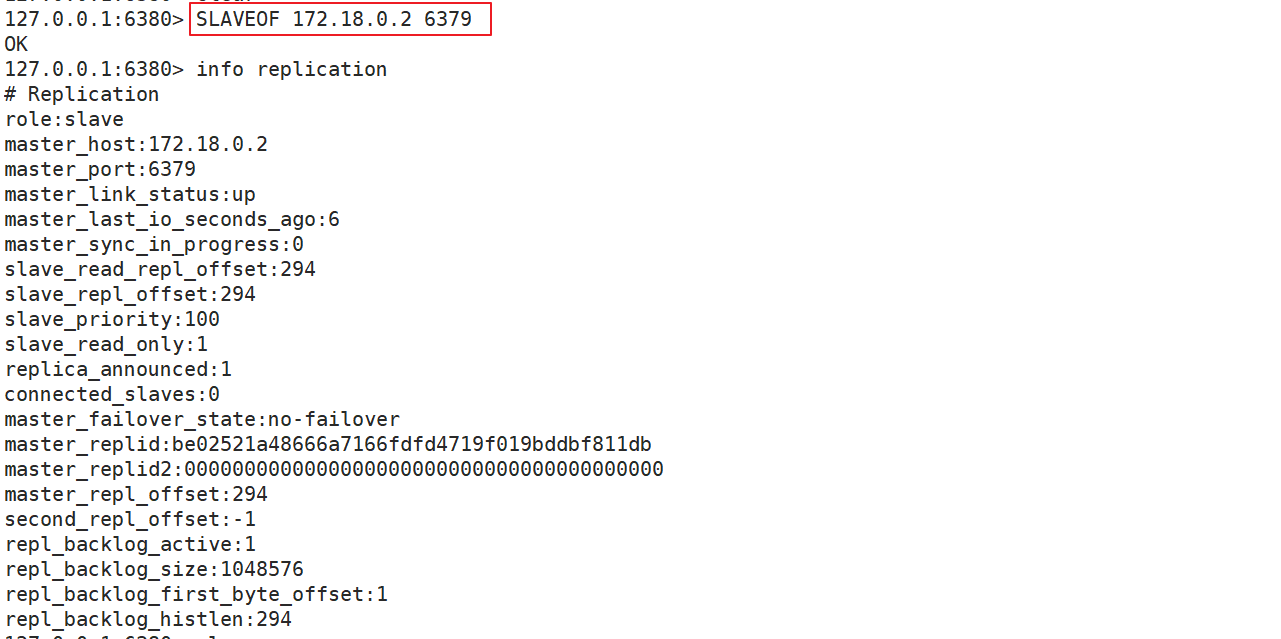 127.0.0.1:6380> SLAVEOF 172.18.0.2 6379
OK
127.0.0.1:6380> info replication
# Replication
role:slave
master_host:172.18.0.2
master_port:6379
master_link_status:up
master_last_io_seconds_ago:6
master_sync_in_progress:0
slave_read_repl_offset:294
slave_repl_offset:294
slave_priority:100
slave_read_only:1
replica_announced:1
connected_slaves:0
master_failover_state:no-failover
master_replid:be02521a48666a7166fdfd4719f019bddbf811db
master_replid2:0000000000000000000000000000000000000000
master_repl_offset:294
second_repl_offset:-1
repl_backlog_active:1
repl_backlog_size:1048576
repl_backlog_first_byte_offset:1
repl_backlog_histlen:294